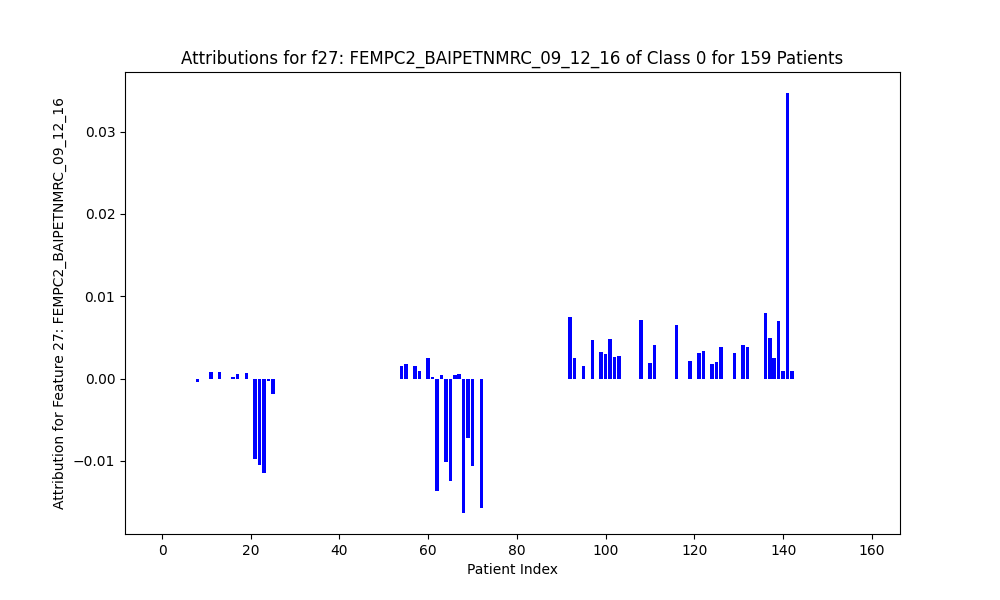 Attributions for f27: FEMPC2_BAIPETNMRC_09_12_16 of Class 0 for 159 Patients
Attribution for Feature 27: FEMPC2_BAIPETNMRC_09_12_16
0.03
0.02
0.01
0.00
−0.01
0 20 40 60 80 100 120 140 160
Patient Index